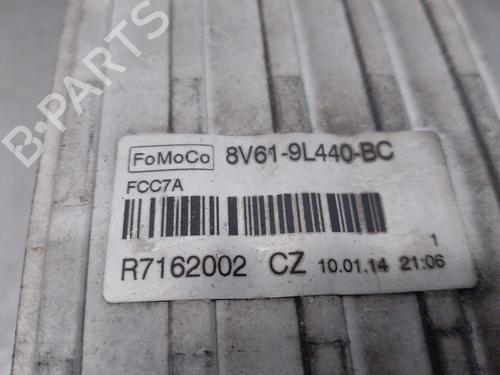 B-PARTS
FoMoCo 8V61-9L440-BC
FCC7A
1
R7162002 CZ 10.01.14 21:06